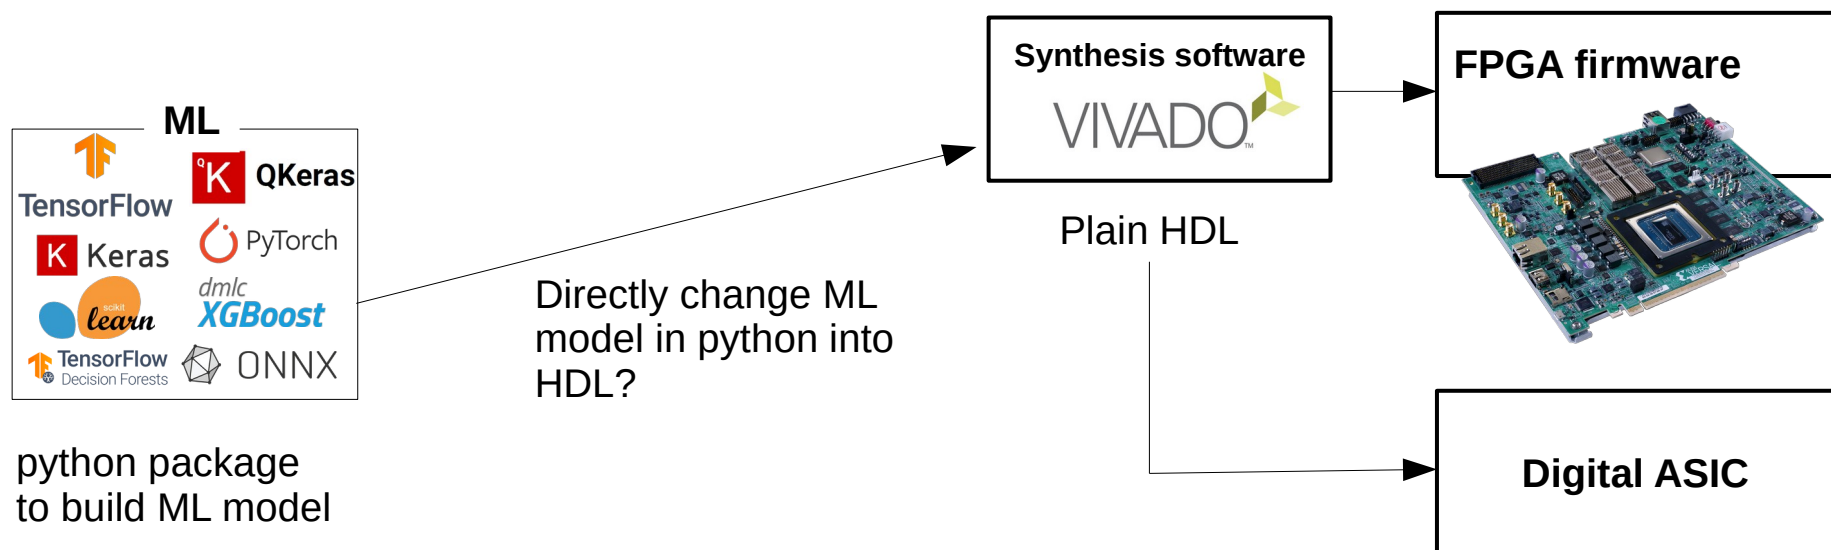 ML
TensorFlow
QKeras
Keras
PyTorch
scikit
learn
dmlc
XGBoost
TensorFlow
Decision Forests
ONNX
python package
to build ML model
Directly change ML
model in python into
HDL?
Synthesis software
VIVADO
Plain HDL
FPGA firmware
Digital ASIC